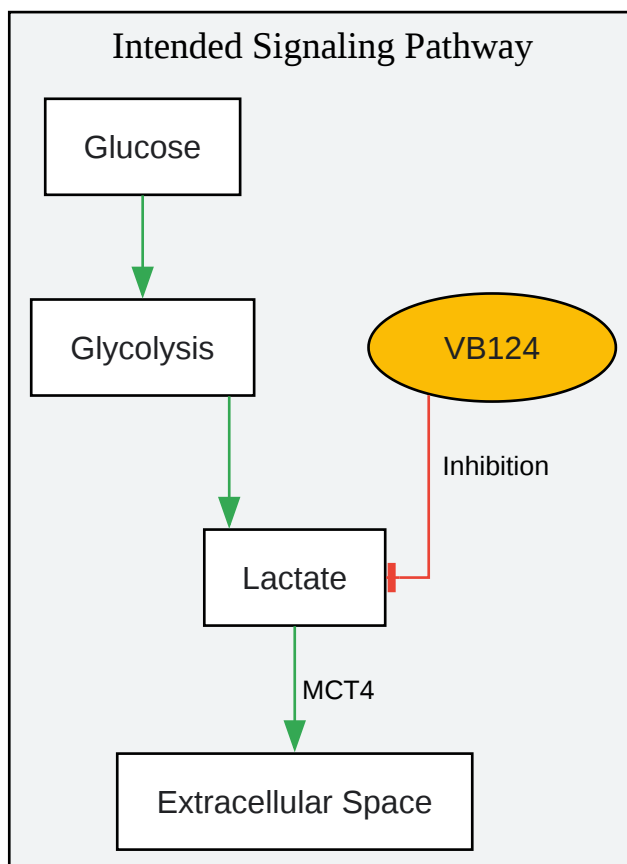 Intended Signaling Pathway
Glucose
Glycolysis
VB124
Inhibition
Lactate
MCT4
Extracellular Space